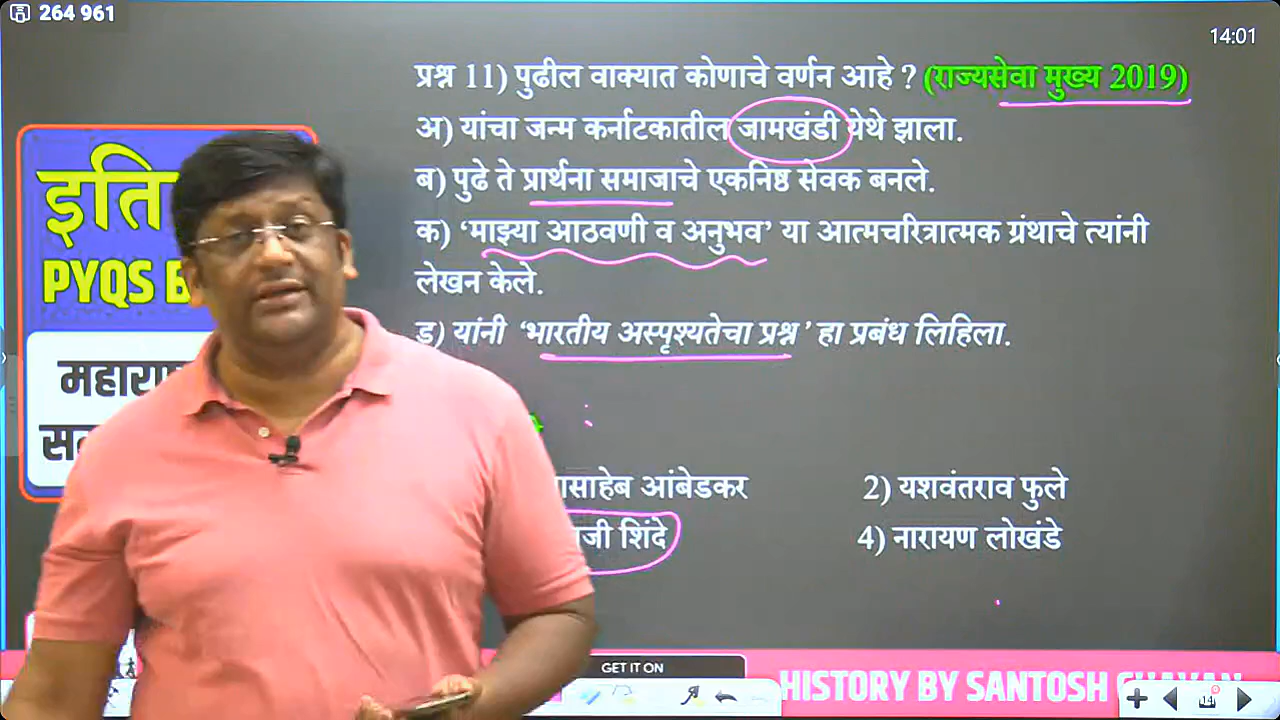 264 961
14:01
प्रश्न 11) पुढील वाक्यात कोणाचे वर्णन आहे ? (राज्यसेवा मुख्य 2019)
अ) यांचा जन्म कर्नाटकातील जामखंडी येथे झाला.
ब) पुढे ते प्रार्थना समाजाचे एकनिष्ठ सेवक बनले.
क) ‘माझ्या आठवणी व अनुभव’ या आत्मचरित्रात्मक ग्रंथाचे त्यांनी
लेखन केले.
ड) यांनी ‘भारतीय अस्पृश्यतेचा प्रश्न’ हा प्रबंध लिहिला.
आंबेडकर 2) यशवंतराव फुले
शिंदे 4) नारायण लोखंडे
PYQS
GET IT ON
HISTORY BY SANTOSH